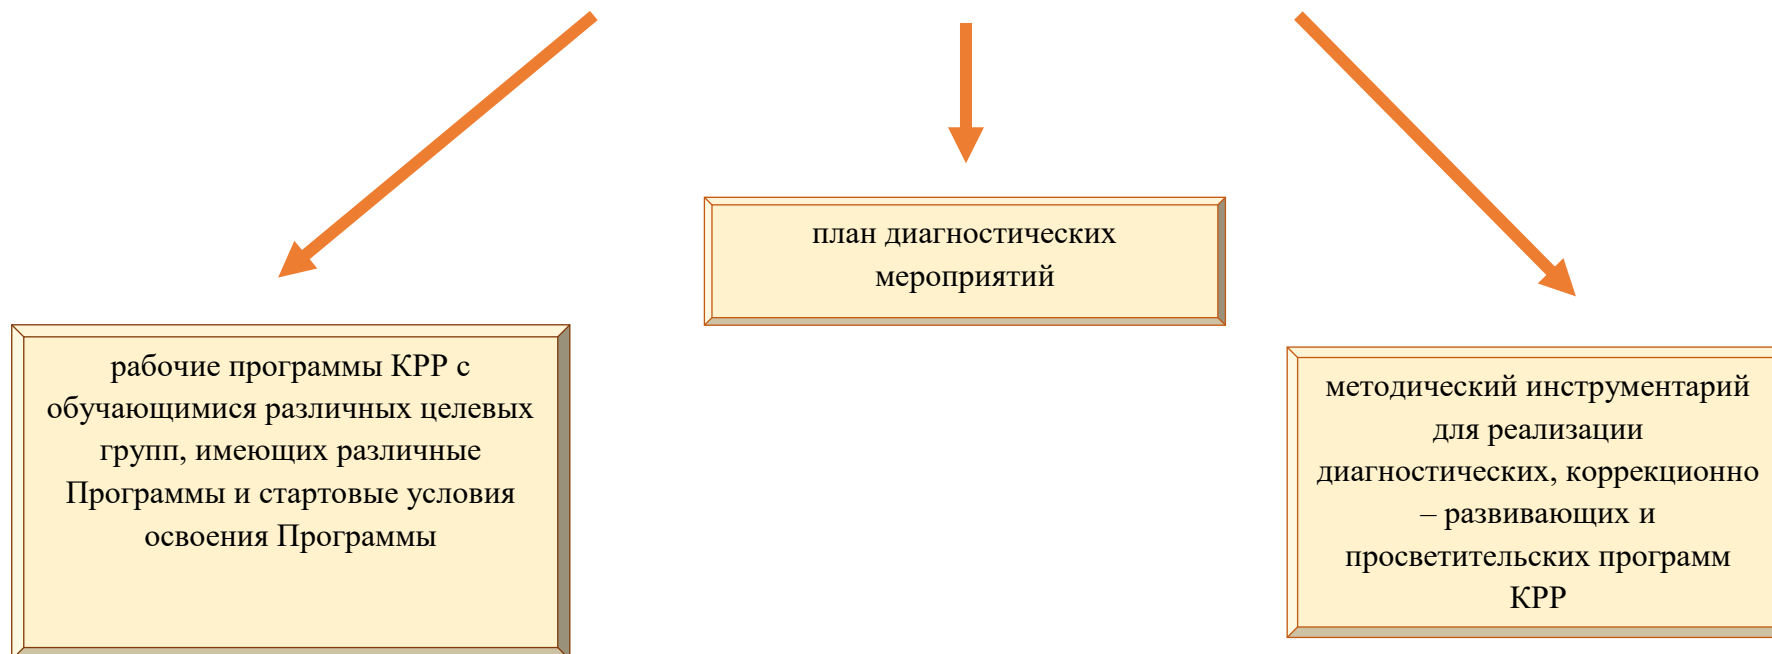 план диагностических
мероприятий
рабочие программы КРР с
обучающимися различных целевых
групп, имеющих различные
Программы и стартовые условия
освоения Программы
методический инструментарий
для реализации
диагностических, коррекционно
– развивающих и
просветительских программ
КРР